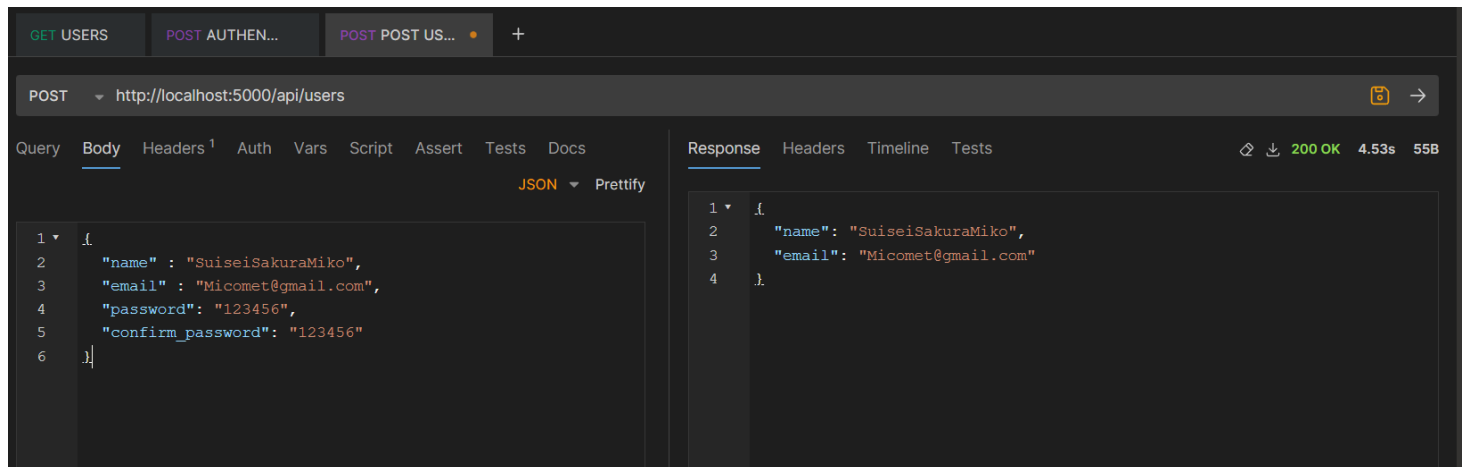 GET USERS POST AUTHEN... POST POST US... +
POST http://localhost:5000/api/users
Query Body Headers 1 Auth Vars Script Assert Tests Docs
JSON Prettify
1 {
2 "name" : "SuiseiSakuraMiko",
3 "email" : "Micomet@gmail.com",
4 "password": "123456",
5 "confirm_password": "123456"
6 }
Response Headers Timeline Tests 200 OK 4.53s 55B
1 {
2 "name": "SuiseiSakuraMiko",
3 "email": "Micomet@gmail.com"
4 }